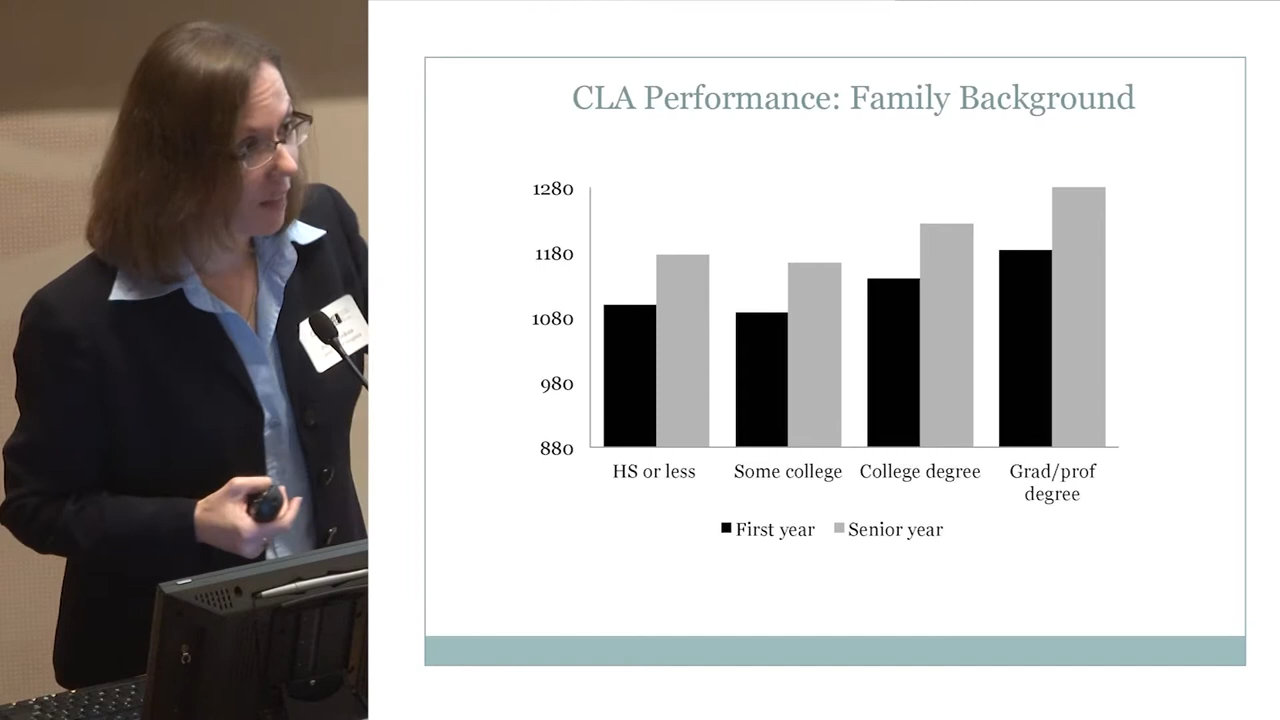 CLA Performance: Family Background
1280
1180
1080
980
880
HS or less
Some college
College degree
Grad/prof
degree
First year
Senior year